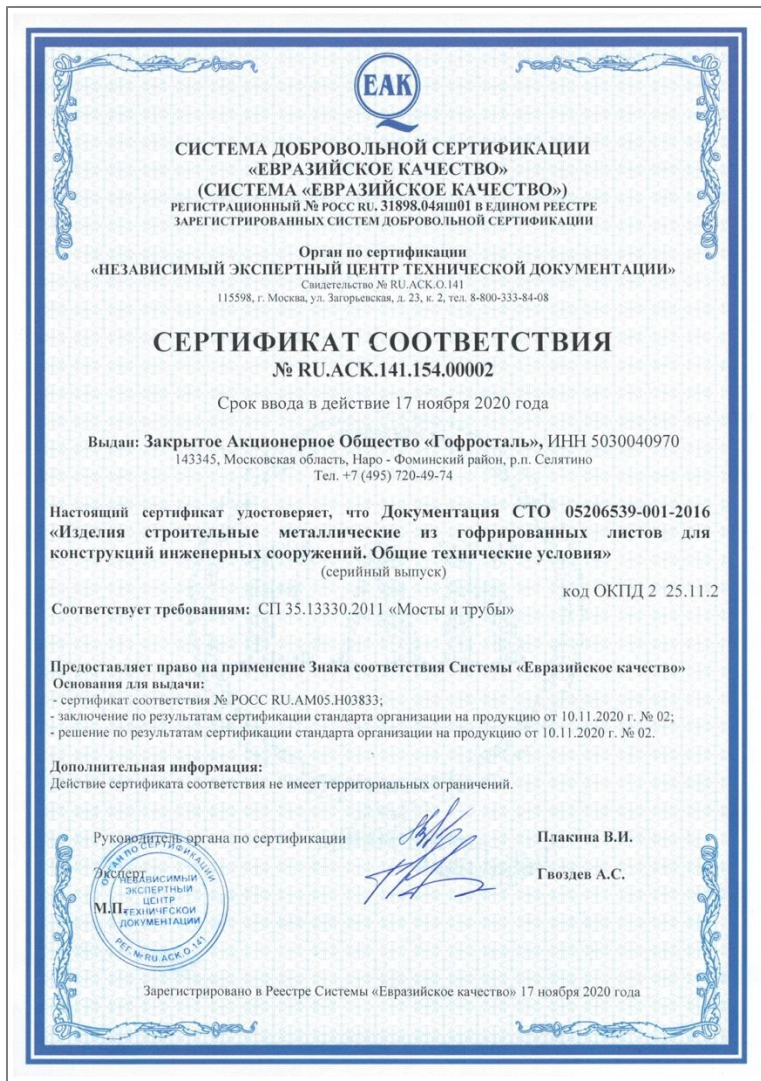 ЕАК
СИСТЕМА ДОБРОВОЛЬНОЙ СЕРТИФИКАЦИИ
«ЕВРАЗИЙСКОЕ КАЧЕСТВО»
(СИСТЕМА «ЕВРАЗИЙСКОЕ КАЧЕСТВО»)
РЕГИСТРАЦИОННЫЙ № РОСС RU. 31898.04ЯШ01 В ЕДИНОМ РЕЕСТРЕ
ЗАРЕГИСТРИРОВАННЫХ СИСТЕМ ДОБРОВОЛЬНОЙ СЕРТИФИКАЦИИ
Орган по сертификации
«НЕЗАВИСИМЫЙ ЭКСПЕРТНЫЙ ЦЕНТР ТЕХНИЧЕСКОЙ ДОКУМЕНТАЦИИ»
Свидетельство № RU.АСК.О.141
115598, г. Москва, ул. Загорьевская, д. 23, к. 2, тел. 8-800-333-84-08
СЕРТИФИКАТ СООТВЕТСТВИЯ
№ RU.АСК.141.154.00002
Срок ввода в действие 17 ноября 2020 года
Выдан: Закрытое Акционерное Общество «Гофросталь», ИНН 5030040970
143345, Московская область, Наро - Фоминский район, р.п. Селятино
Тел. +7 (495) 720-49-74
Настоящий сертификат удостоверяет, что Документация СТО 05206539-001-2016
«Изделия строительные металлические из гофрированных листов для
конструкций инженерных сооружений. Общие технические условия»
(серийный выпуск)
код ОКПД 2 25.11.2
Соответствует требованиям: СП 35.13330.2011 «Мосты и трубы»
Предоставляет право на применение Знака соответствия Системы «Евразийское качество»
Основания для выдачи:
- сертификат соответствия № РОСС RU.АМ05.Н03833;
- заключение по результатам сертификации стандарта организации на продукцию от 10.11.2020 г. № 02;
- решение по результатам сертификации стандарта организации на продукцию от 10.11.2020 г. № 02.
Дополнительная информация:
Действие сертификата соответствия не имеет территориальных ограничений.
Руководитель органа по сертификации Плакина В.И.
Эксперт Гвоздев А.С.
М.П.
ОРГАН ПО СЕРТИФИКАЦИИ
НЕЗАВИСИМЫЙ
ЭКСПЕРТНЫЙ
ЦЕНТР
ТЕХНИЧЕСКОЙ
ДОКУМЕНТАЦИИ
РЕГ. № RU.АСК.О.141
Зарегистрировано в Реестре Системы «Евразийское качество» 17 ноября 2020 года